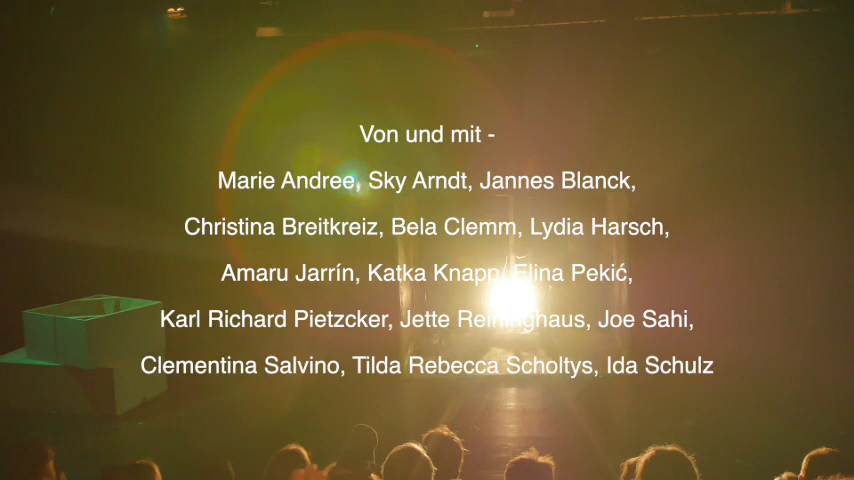 Von und mit -
Marie Andree, Sky Arndt, Jannes Blanck,
Christina Breitkreiz, Bela Clemm, Lydia Harsch,
Amaru Jarrín, Katka Knapp, Elina Pekić,
Karl Richard Pietzcker, Jette Reininghaus, Joe Sahi,
Clementina Salvino, Tilda Rebecca Scholtys, Ida Schulz